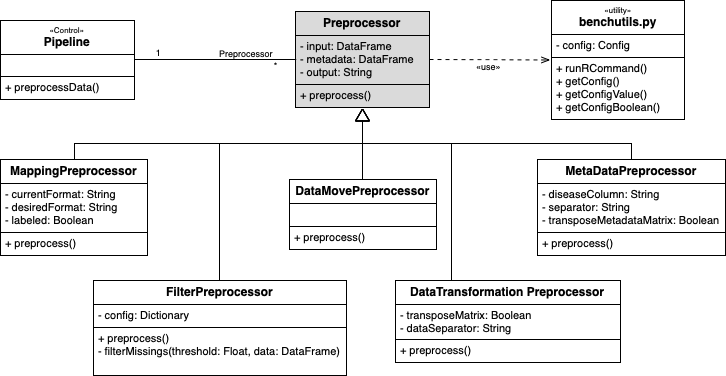 «Control»
Pipeline
+ preprocessData()
1
Preprocessor
*
Preprocessor
- input: DataFrame
- metadata: DataFrame
- output: String
+ preprocess()
«use»
«utility»
benchutils.py
- config: Config
+ runRCommand()
+ getConfig()
+ getConfigValue()
+ getConfigBoolean()
MappingPreprocessor
- currentFormat: String
- desiredFormat: String
- labeled: Boolean
+ preprocess()
DataMovePreprocessor
+ preprocess()
MetaDataPreprocessor
- diseaseColumn: String
- separator: String
- transposeMetadataMatrix: Boolean
+ preprocess()
FilterPreprocessor
- config: Dictionary
+ preprocess()
- filterMissings(threshold: Float, data: DataFrame)
DataTransformation Preprocessor
- transposeMatrix: Boolean
- dataSeparator: String
+ preprocess()